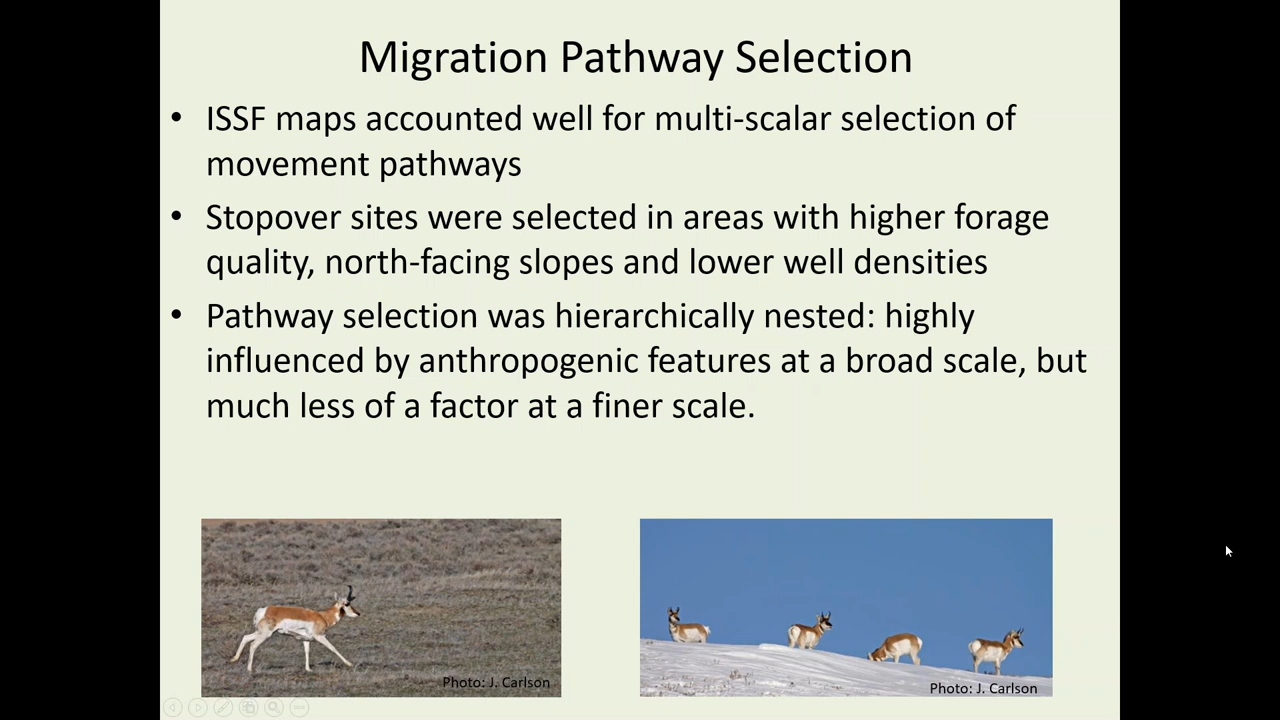 Migration Pathway Selection
• ISSF maps accounted well for multi-scalar selection of
movement pathways
• Stopover sites were selected in areas with higher forage
quality, north-facing slopes and lower well densities
• Pathway selection was hierarchically nested: highly
influenced by anthropogenic features at a broad scale, but
much less of a factor at a finer scale.
Photo: J. Carlson
Photo: J. Carlson